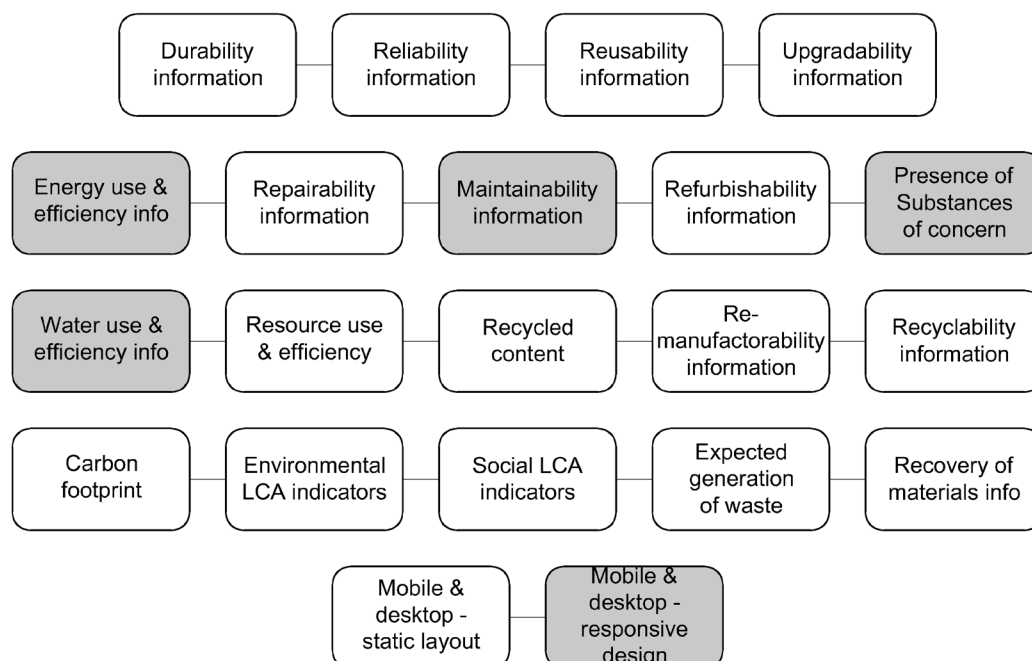 Durability
information
Reliability
information
Reusability
information
Upgradability
information
Energy use &
efficiency info
Repairability
information
Maintainability
information
Refurbishability
information
Presence of
Substances
of concern
Water use &
efficiency info
Resource use
& efficiency
Recycled
content
Re-
manufactorability
information
Recyclability
information
Carbon
footprint
Environmental
LCA indicators
Social LCA
indicators
Expected
generation
of waste
Recovery of
materials info
Mobile &
desktop -
static layout
Mobile &
desktop -
responsive
design